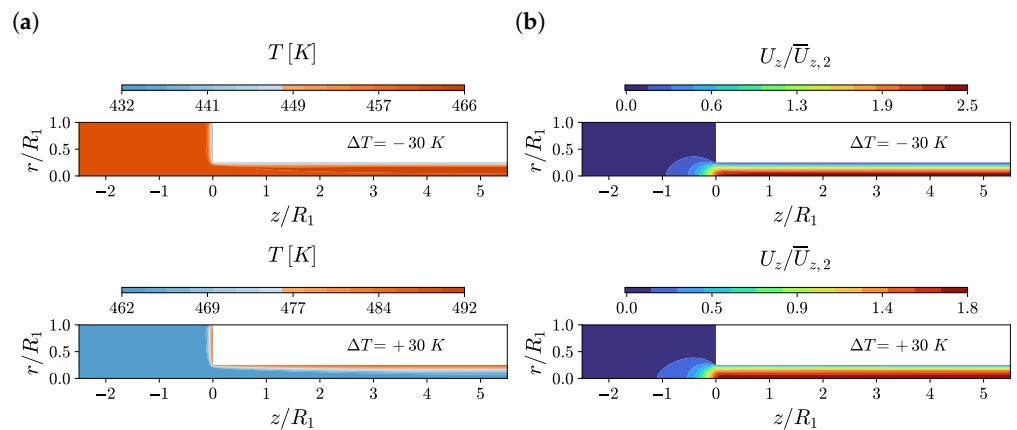 (a)
T [K]
432 441 449 457 466
ΔT = − 30 K
r/R₁
1.0
0.5
0.0
−2 −1 0 1 2 3 4 5
z/R₁
T [K]
462 469 477 484 492
ΔT = + 30 K
r/R₁
1.0
0.5
0.0
−2 −1 0 1 2 3 4 5
z/R₁
(b)
U_z/U̅_z,2
0.0 0.6 1.3 1.9 2.5
ΔT = − 30 K
r/R₁
1.0
0.5
0.0
−2 −1 0 1 2 3 4 5
z/R₁
U_z/U̅_z,2
0.0 0.5 0.9 1.4 1.8
ΔT = + 30 K
r/R₁
1.0
0.5
0.0
−2 −1 0 1 2 3 4 5
z/R₁